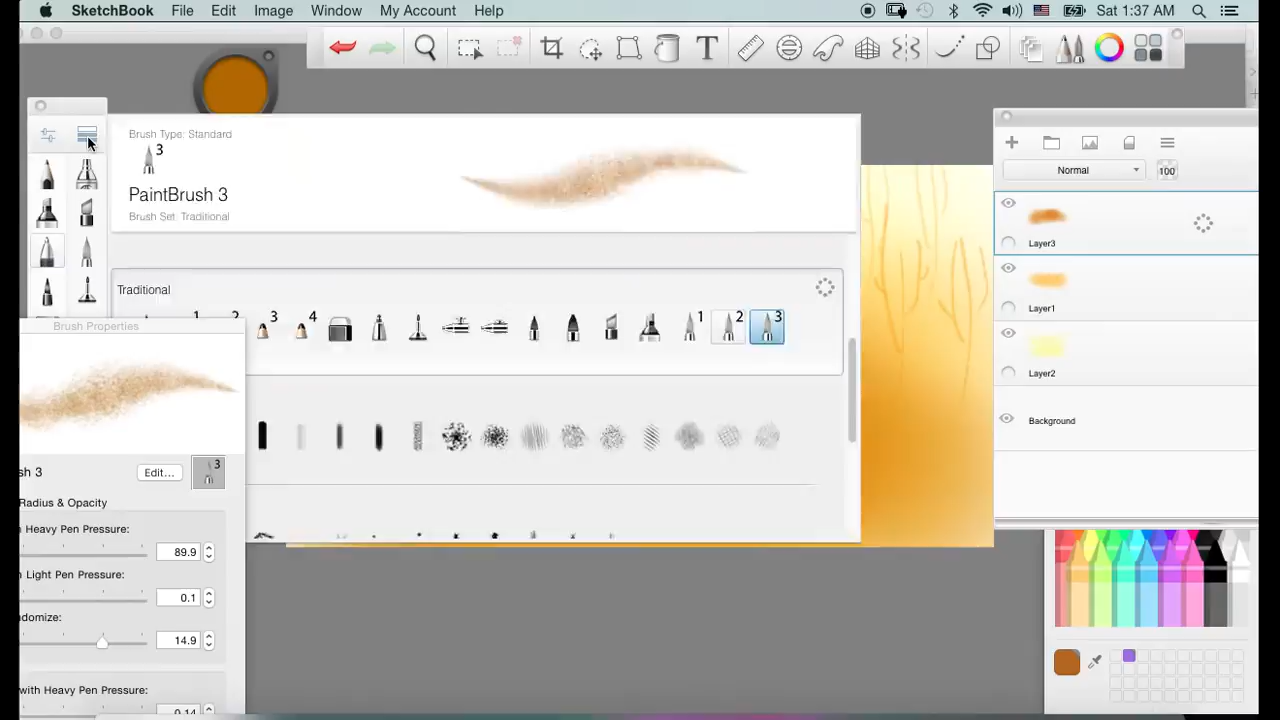 SketchBook File Edit Image Window My Account Help Sat 1:37 AM
T
Brush Type: Standard
3
PaintBrush 3
Brush Set: Traditional
Normal 100
Layer3
Traditional
1 2 3 4 1 2 3
Layer1
Brush Properties
Layer2
Background
sh 3 Edit... 3
Radius & Opacity
Heavy Pen Pressure:
89.9
Light Pen Pressure:
0.1
domize:
14.9
with Heavy Pen Pressure:
0.14